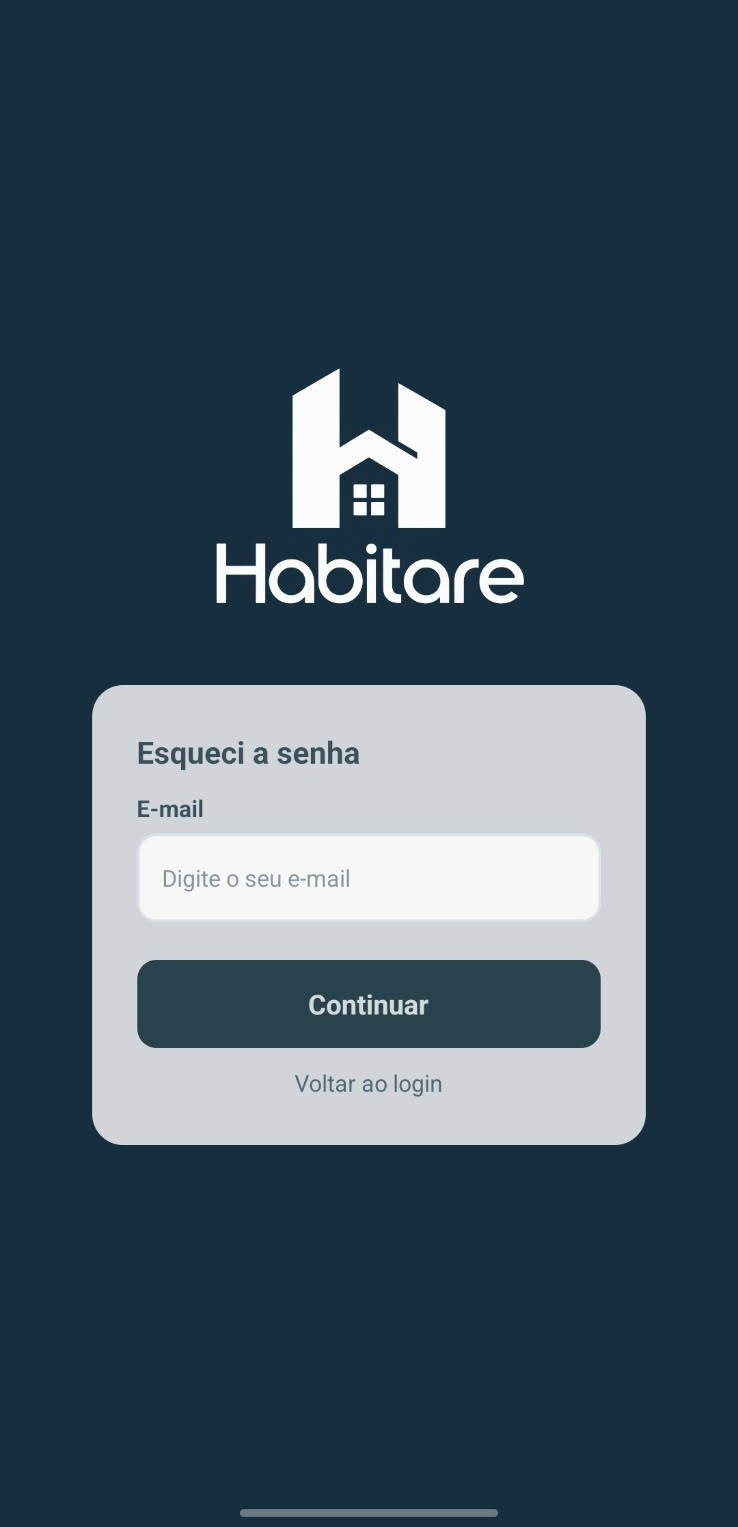 Habitare
Esqueci a senha
E-mail
Digite o seu e-mail
Continuar
Voltar ao login